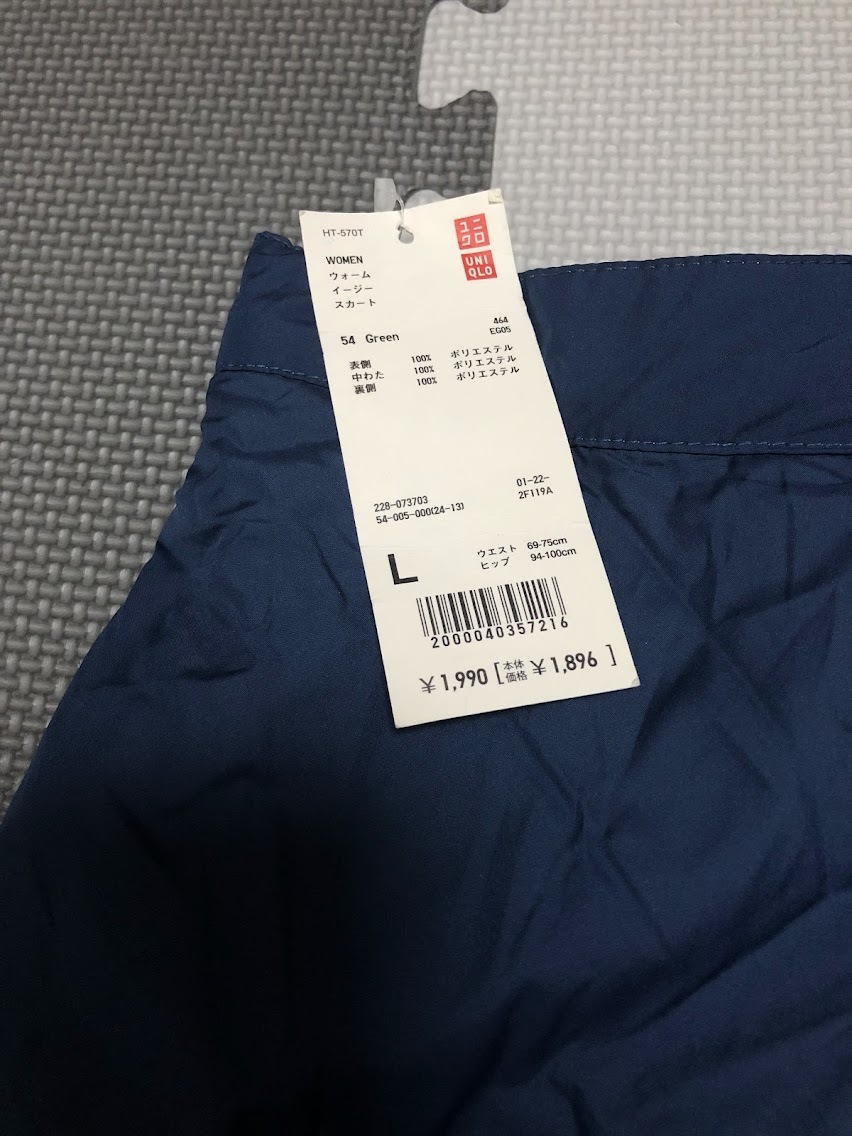 HT-570T
ユニ
クロ
UNI
QLO
WOMEN
ウォーム
イージー
スカート
464
54 Green EG05
表側 100% ポリエステル
中わた 100% ポリエステル
裏側 100% ポリエステル
228-073703 01-22-
54-005-000(24-13) 2F119A
L ウエスト 69-75cm
ヒップ 94-100cm
2000040357216
¥1,990 [本体価格 ¥1,896 ]